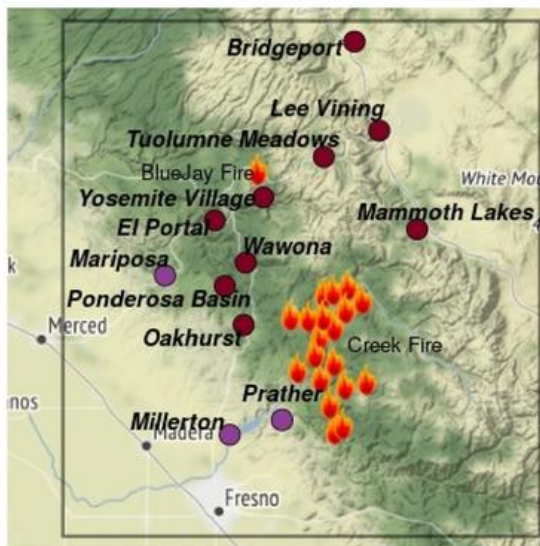 Bridgeport
Lee Vining
Tuolumne Meadows
BlueJay Fire
White Mou
Yosemite Village
Mammoth Lakes
El Portal
Wawona
Mariposa
Ponderosa Basin
Merced
Oakhurst
Creek Fire
Prather
anos
Millerton
Madera
Fresno